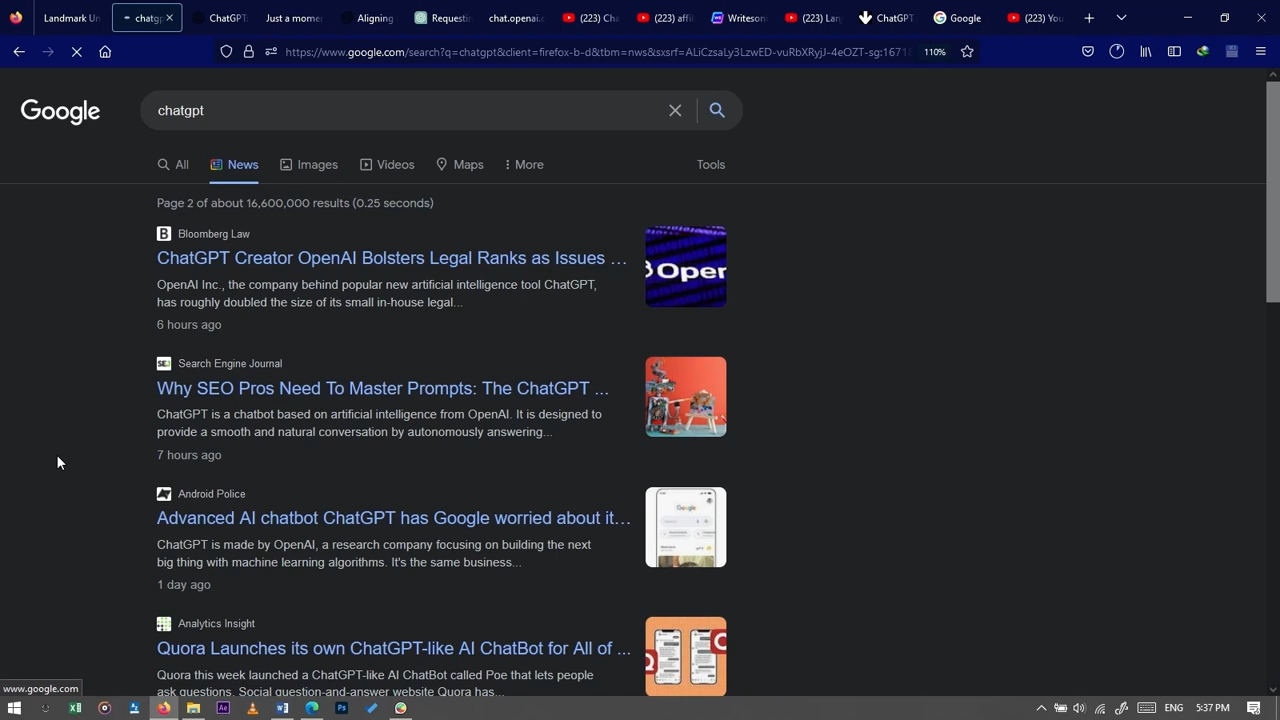 Landmark Un
chatgp
ChatGPT:
Just a mome
Aligning
Requestin
chat.openai.c
(223) Cha
(223) affil
Writeson
(223) Lan
ChatGPT
Google
(223) You
https://www.google.com/search?q=chatgpt&client=firefox-b-d&tbm=nws&sxsrf=ALiCzsaLy3LzwED-vuRbXRyjJ-4eOZT-sg:1671
110%
Google
chatgpt
All
News
Images
Videos
Maps
More
Tools
Page 2 of about 16,600,000 results (0.25 seconds)
Bloomberg Law
ChatGPT Creator OpenAI Bolsters Legal Ranks as Issues ...
OpenAI Inc., the company behind popular new artificial intelligence tool ChatGPT,
has roughly doubled the size of its small in-house legal...
6 hours ago
Open
Search Engine Journal
Why SEO Pros Need To Master Prompts: The ChatGPT ...
ChatGPT is a chatbot based on artificial intelligence from OpenAI. It is designed to
provide a smooth and natural conversation by autonomously answering...
7 hours ago
Android Police
Advanced AI chatbot ChatGPT has Google worried about it...
ChatGPT is made by OpenAI, a research company focusing on building the next
big thing with machine learning algorithms. It's the same business...
1 day ago
Google
Analytics Insight
Quora Launches its own ChatGPT-like AI ChatBot for All of ...
Quora this week launched a ChatGPT-like AI ChatBot called Poe that lets people
ask questions. The question-and-answer website Quora has...
www.google.com
ENG
5:37 PM